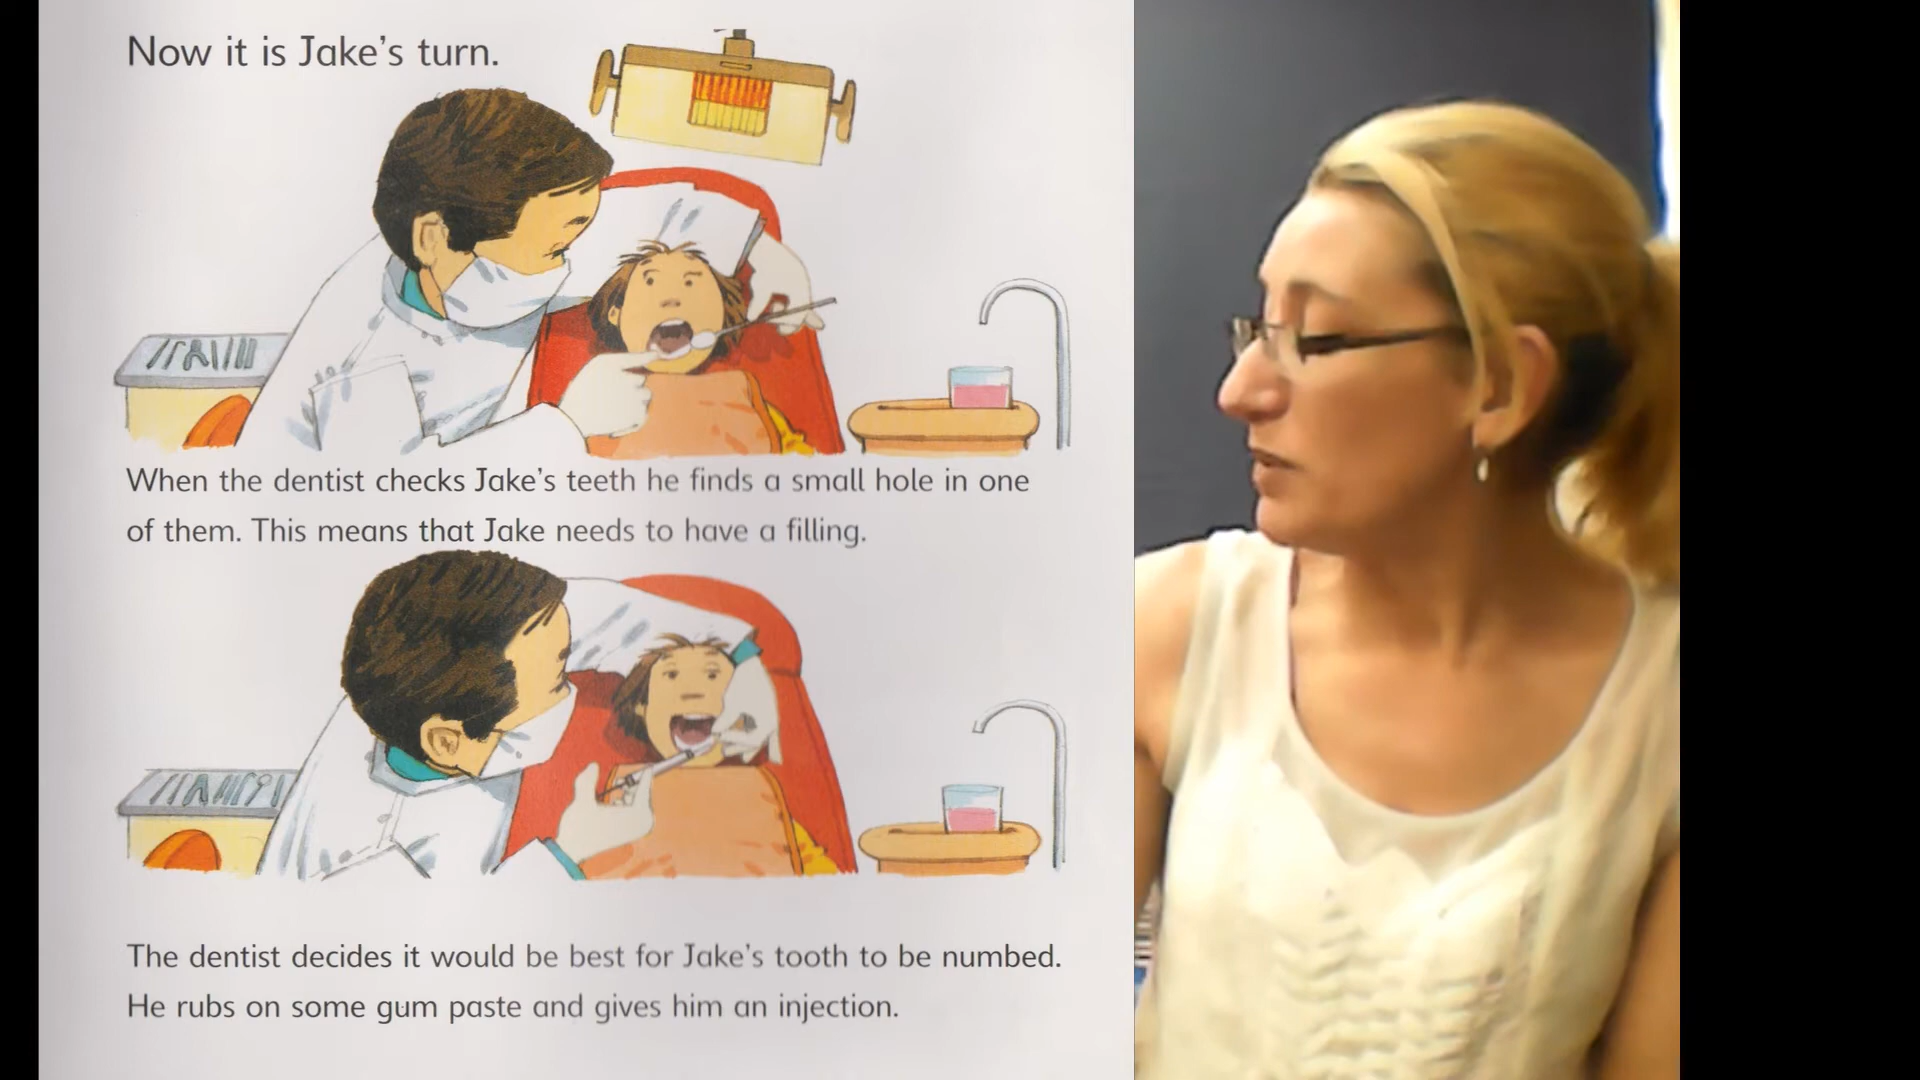 Now it is Jake's turn.
When the dentist checks Jake's teeth he finds a small hole in one
of them. This means that Jake needs to have a filling.
The dentist decides it would be best for Jake's tooth to be numbed.
He rubs on some gum paste and gives him an injection.